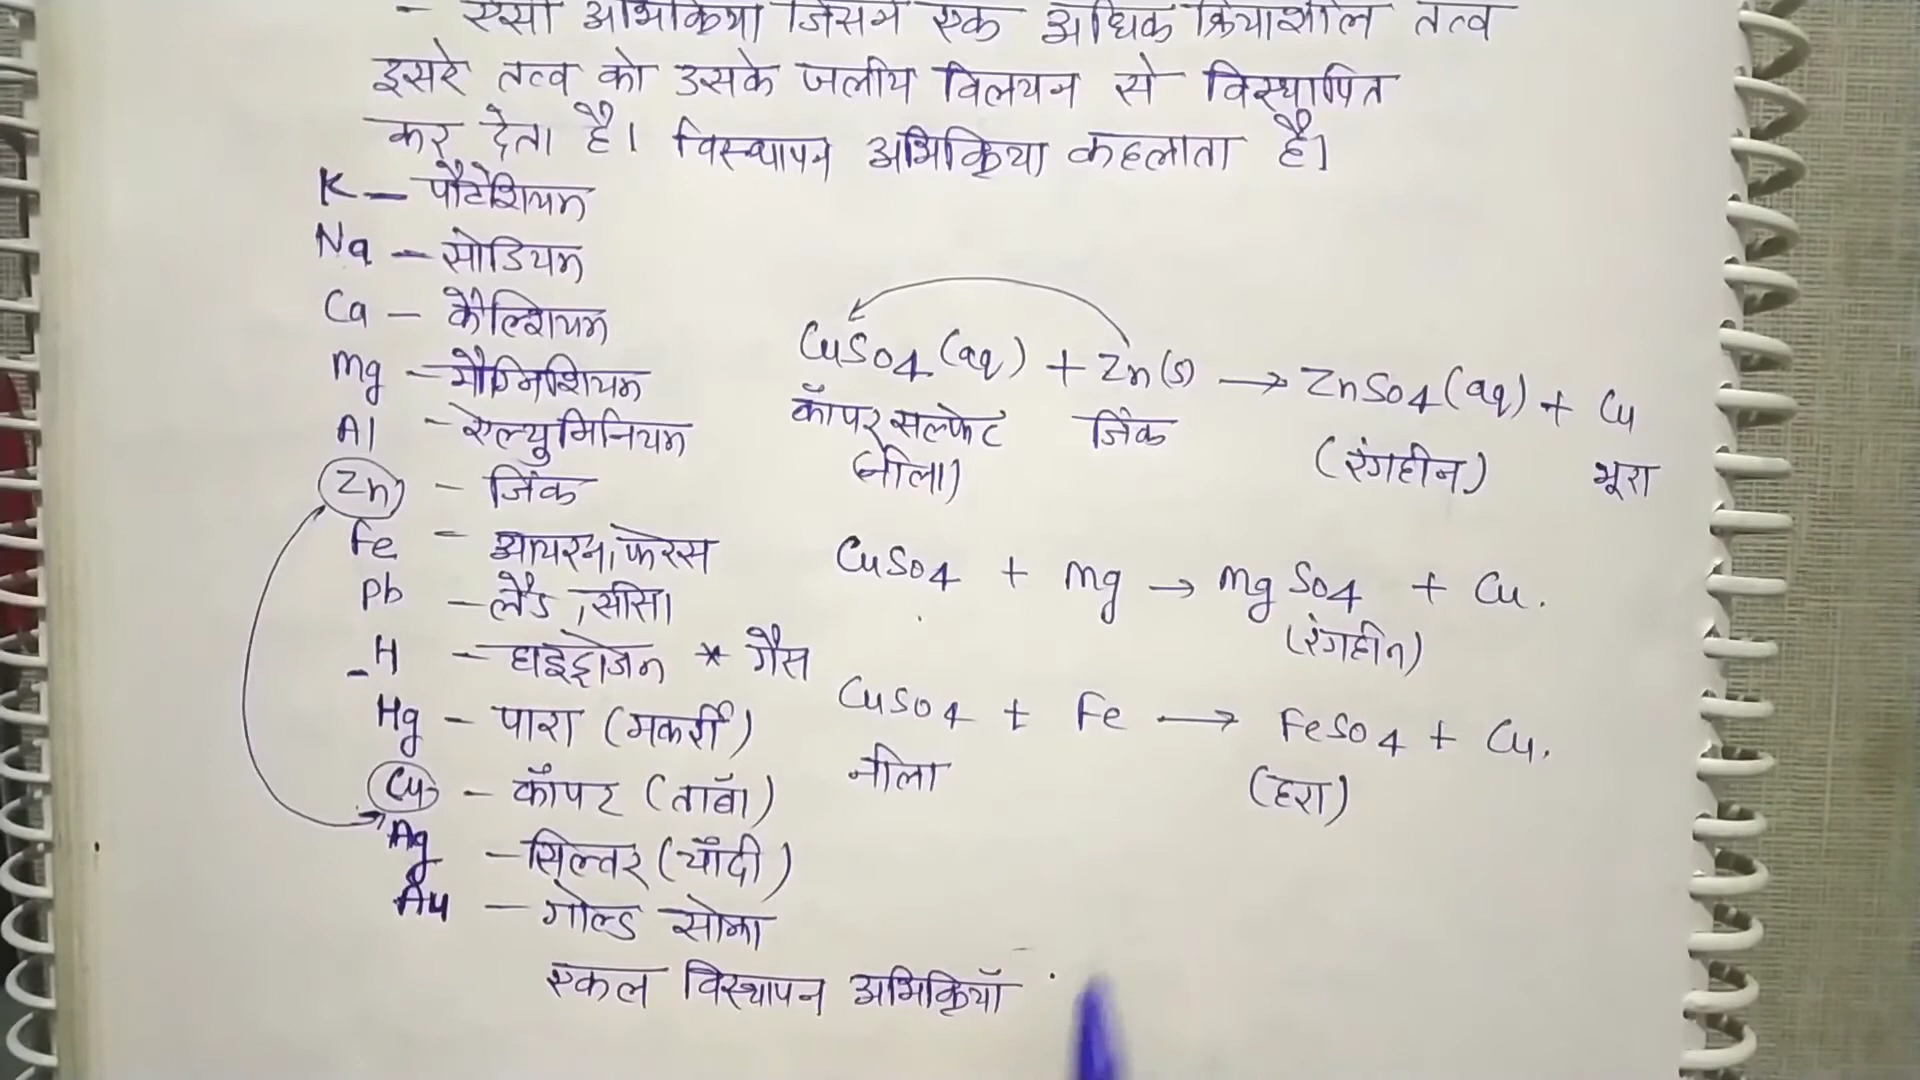 - ऐसी अभिक्रिया जिसमें एक अधिक क्रियाशील तत्व
दूसरे तत्व को उसके जलीय विलयन से विस्थापित
कर देता है। विस्थापन अभिक्रिया कहलाता है।
K — पौटेशियम
Na — सोडियम
Ca — कैल्शियम
Mg — मैग्निशियम
Al - ऐल्युमिनियम
Zn - जिंक
Fe - आयरन, फेरस
Pb - लैड, सीसा
H - हाइड्रोजन * गैस
Hg - पारा (मर्करी)
Cu - कॉपर (ताँबा)
Ag - सिल्वर (चाँदी)
Au - गोल्ड सोना
CuSO4 (aq) + Zn(s) → ZnSO4(aq) + Cu
कॉपर सल्फेट जिंक (रंगहीन) भूरा
(नीला)
CuSO4 + Mg → MgSO4 + Cu.
(रंगहीन)
CuSO4 + Fe → FeSO4 + Cu.
नीला (हरा)
एकल विस्थापन अभिक्रियाँ